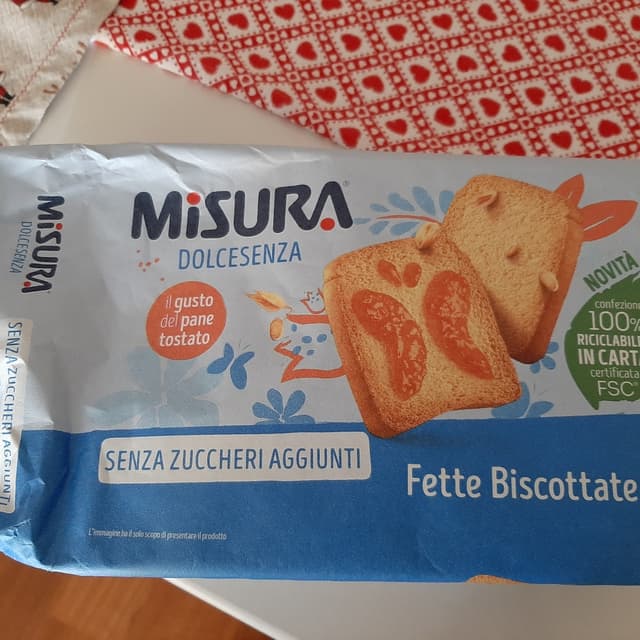 MiSURA
DOLCESENZA
il gusto
del pane
tostato
NOVITÀ
confezione
100%
RICICLABILE
IN CARTA
certificata
FSC
SENZA ZUCCHERI AGGIUNTI
Fette Biscottate
L'immagine ha il solo scopo di presentare il prodotto
MiSURA
DOLCESENZA
SENZA ZUCCHERI AGGIUNTI